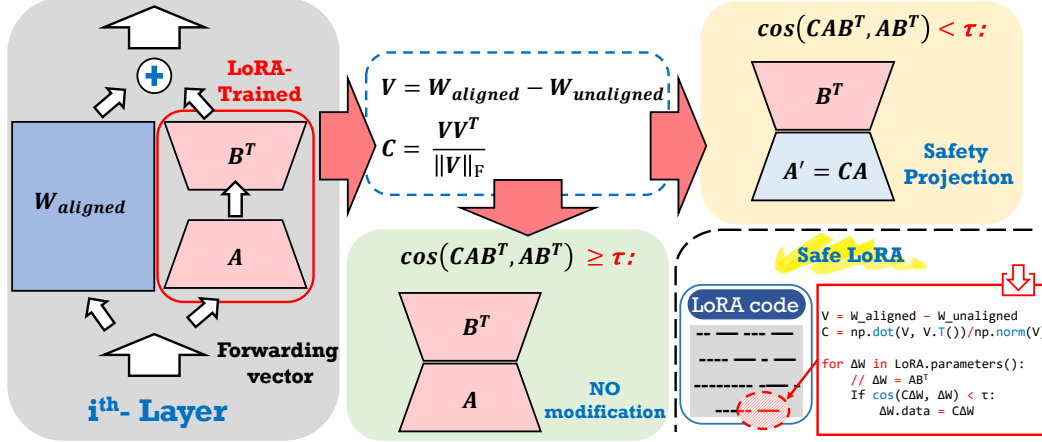 LoRA-
Trained
+
W_aligned
B^T
A
Forwarding
vector
i^th- Layer
V = W_aligned − W_unaligned
C = VV^T / ‖V‖_F
cos(CAB^T, AB^T) ≥ τ:
B^T
A
NO
modification
cos(CAB^T, AB^T) < τ:
B^T
A′ = CA
Safety
Projection
Safe LoRA
LoRA code
V = W_aligned − W_unaligned
C = np.dot(V, V.T())/np.norm(V)
for ΔW in LoRA.parameters():
// ΔW = AB^T
If cos(CΔW, ΔW) < τ:
ΔW.data = CΔW